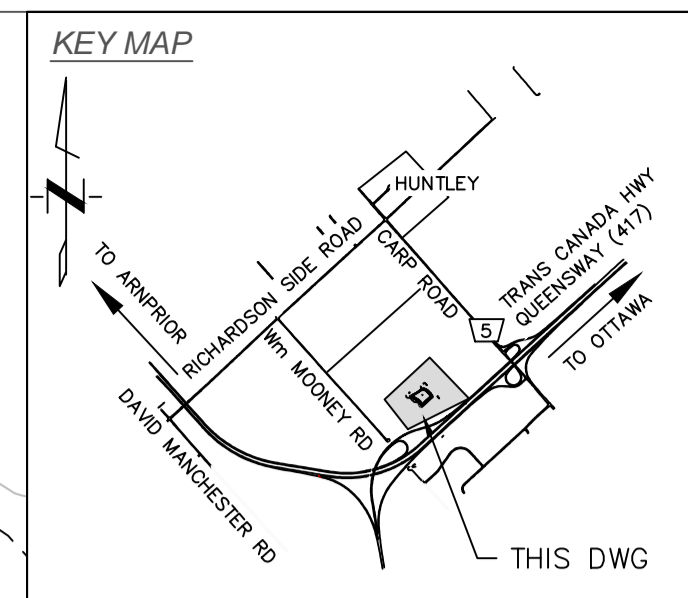 KEY MAP
N
HUNTLEY
TRANS CANADA HWY
QUEENSWAY (417)
TO ARNPRIOR
RICHARDSON SIDE ROAD
CARP ROAD
5
TO OTTAWA
Wm MOONEY RD
DAVID MANCHESTER RD
THIS DWG